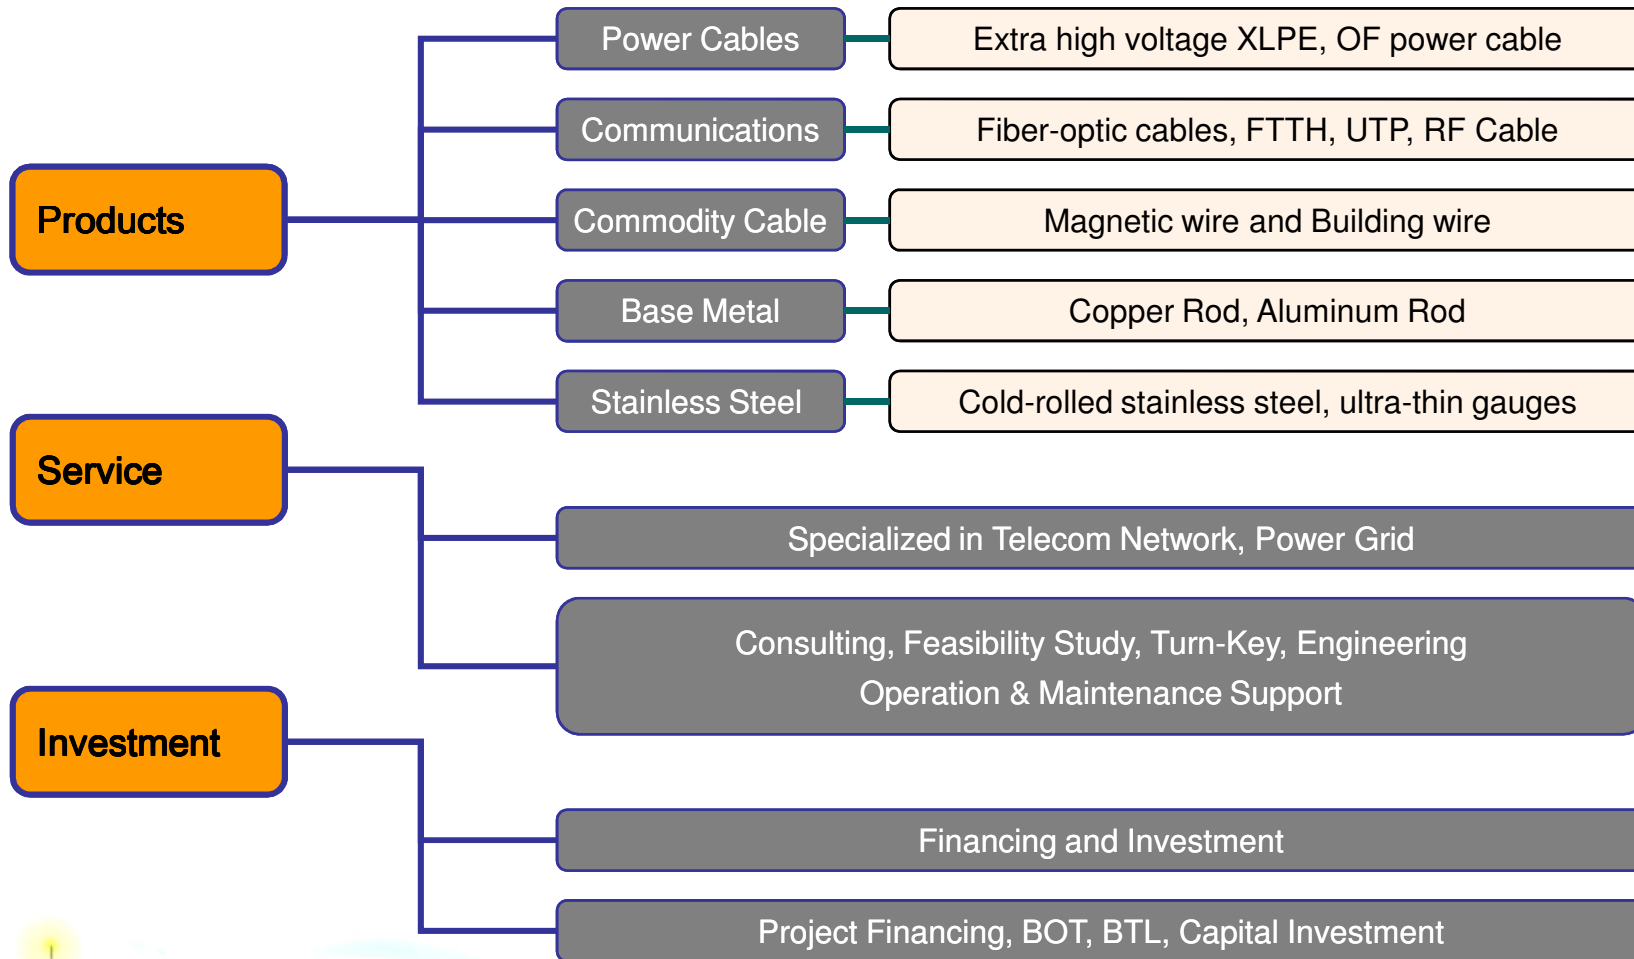 Products
Power Cables
Extra high voltage XLPE, OF power cable
Communications
Fiber-optic cables, FTTH, UTP, RF Cable
Commodity Cable
Magnetic wire and Building wire
Base Metal
Copper Rod, Aluminum Rod
Stainless Steel
Cold-rolled stainless steel, ultra-thin gauges
Service
Specialized in Telecom Network, Power Grid
Consulting, Feasibility Study, Turn-Key, Engineering
Operation & Maintenance Support
Investment
Financing and Investment
Project Financing, BOT, BTL, Capital Investment